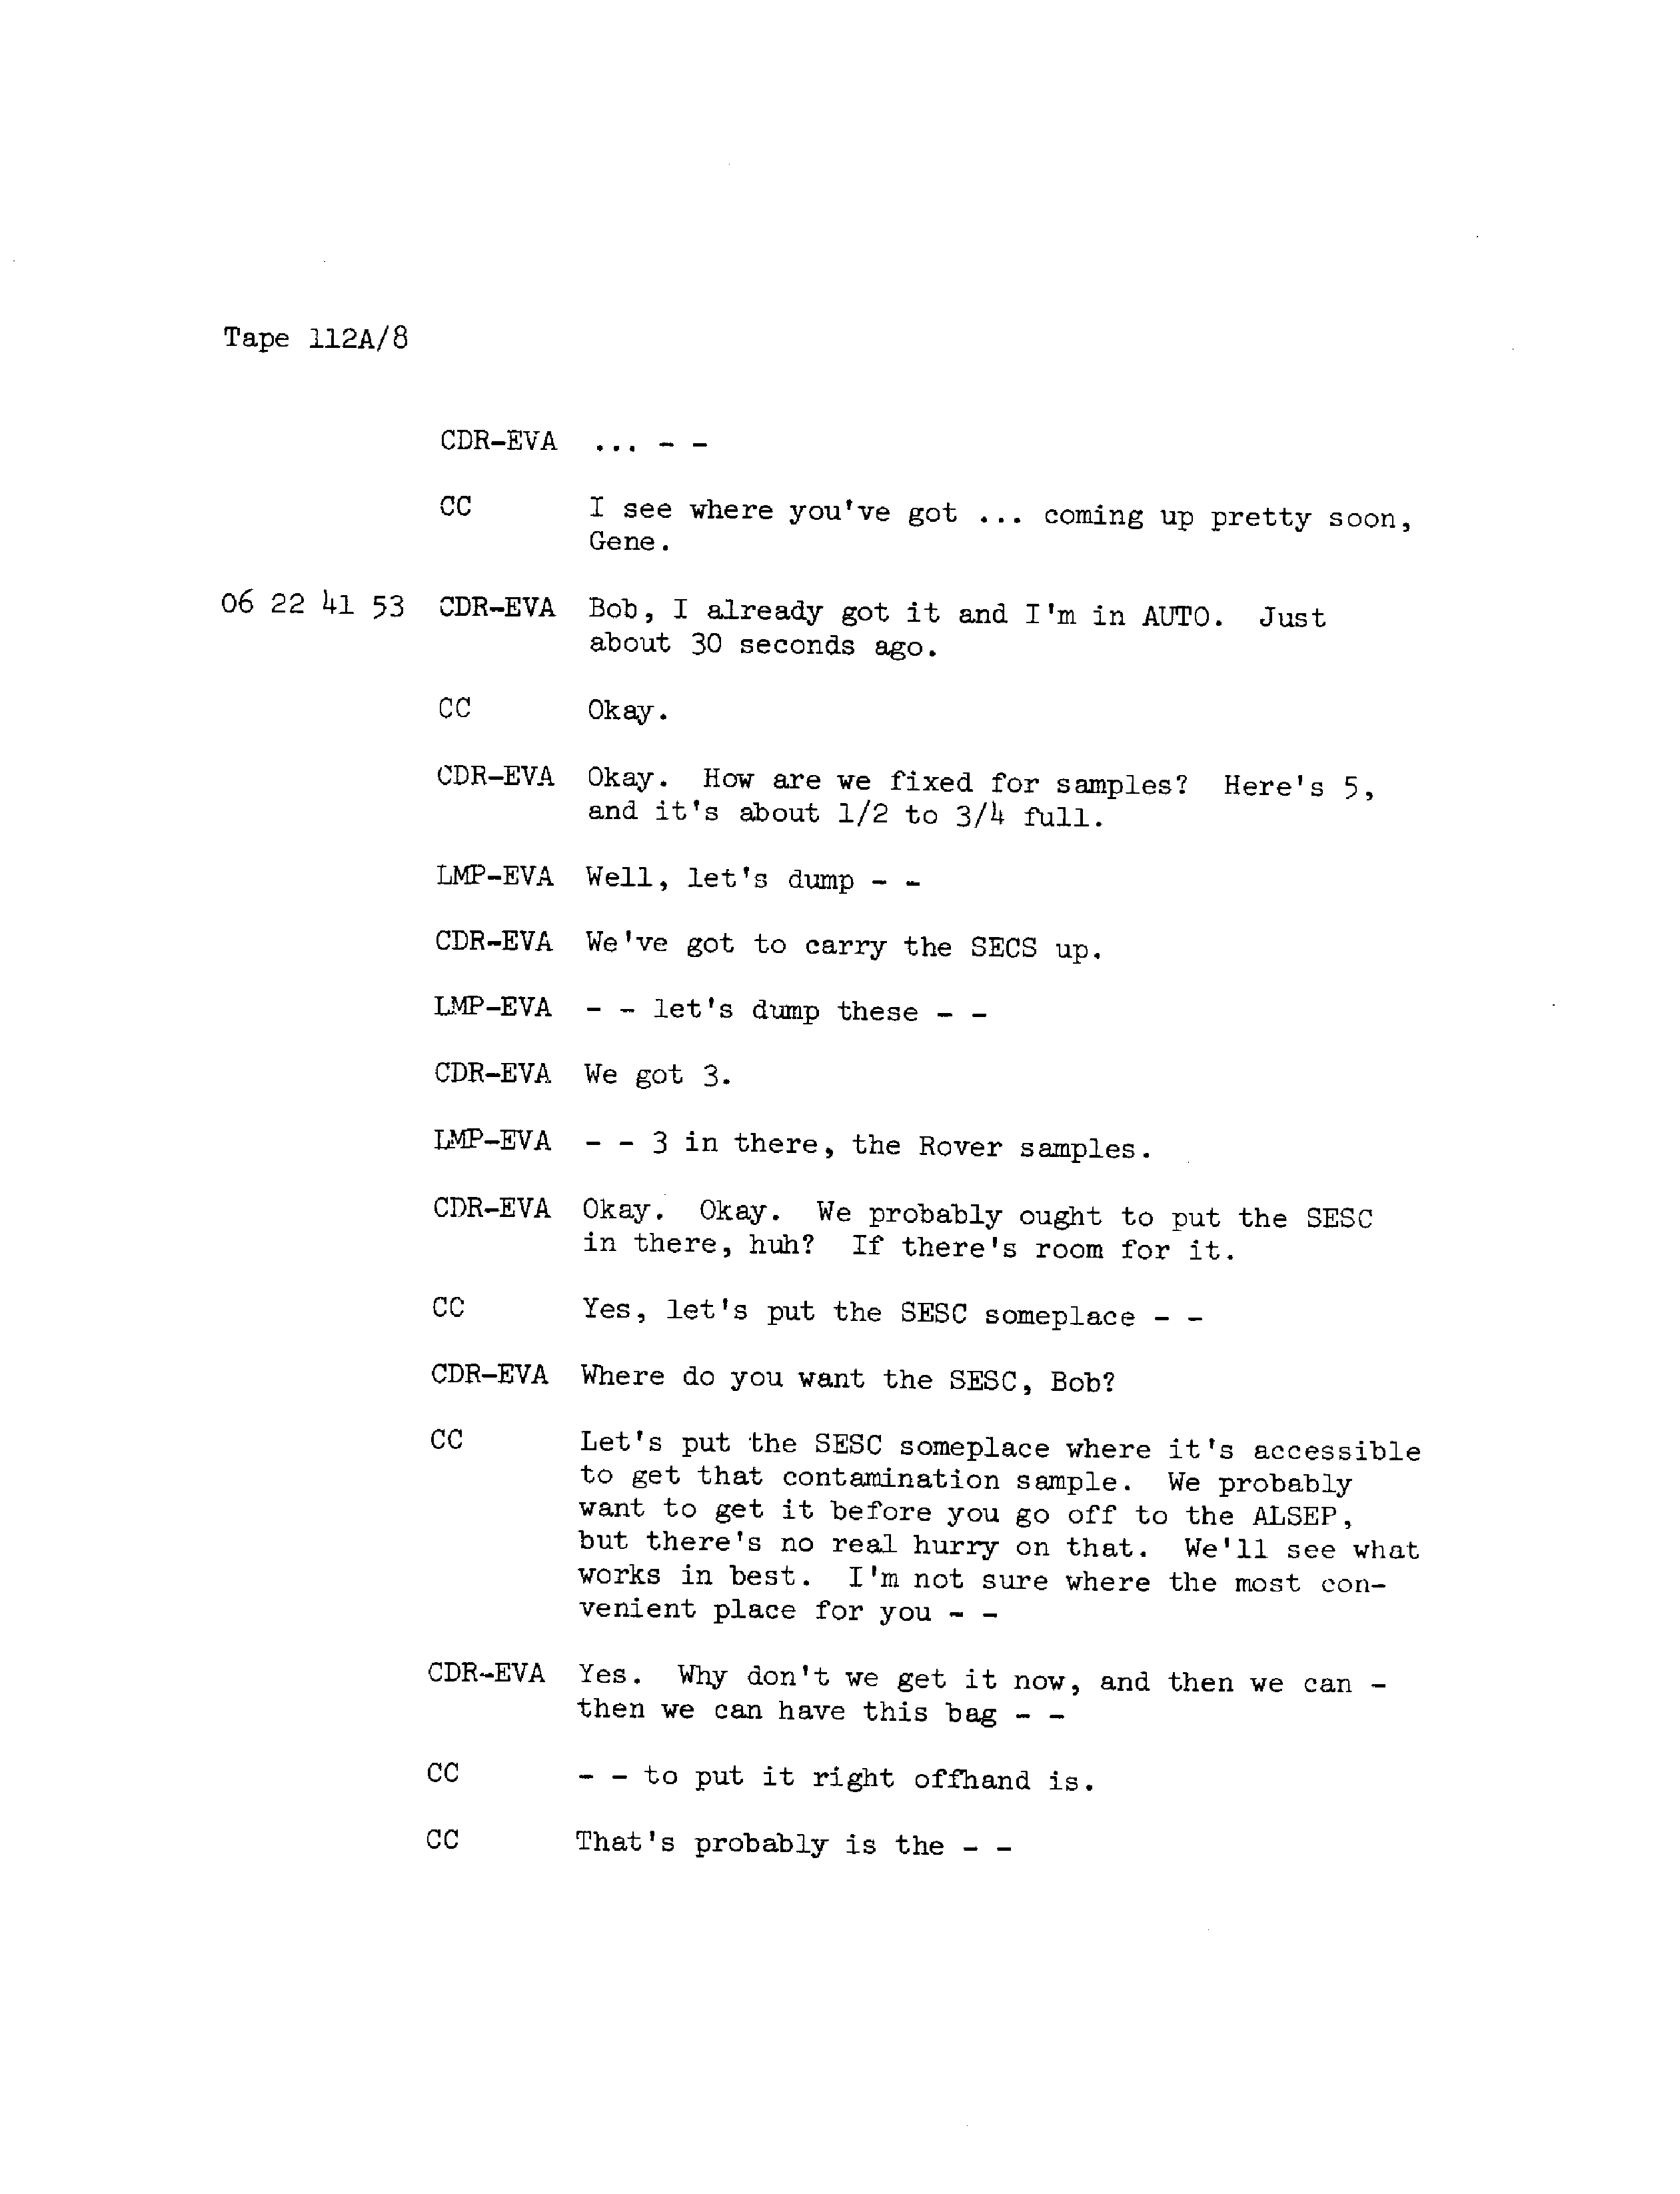 Tape 112A/8
CDR-EVA ... - -
CC I see where you've got ... coming up pretty soon,
Gene.
06 22 41 53 CDR-EVA Bob, I already got it and I'm in AUTO. Just
about 30 seconds ago.
CC Okay.
CDR-EVA Okay. How are we fixed for samples? Here's 5,
and it's about 1/2 to 3/4 full.
LMP-EVA Well, let's dump - -
CDR-EVA We've got to carry the SECS up.
LMP-EVA - - let's dump these - -
CDR-EVA We got 3.
LMP-EVA - - 3 in there, the Rover samples.
CDR-EVA Okay. Okay. We probably ought to put the SESC
in there, huh? If there's room for it.
CC Yes, let's put the SESC someplace - -
CDR-EVA Where do you want the SESC, Bob?
CC Let's put the SESC someplace where it's accessible
to get that contamination sample. We probably
want to get it before you go off to the ALSEP,
but there's no real hurry on that. We'll see what
works in best. I'm not sure where the most con-
venient place for you - -
CDR-EVA Yes. Why don't we get it now, and then we can -
then we can have this bag - -
CC - - to put it right offhand is.
CC That's probably is the - -